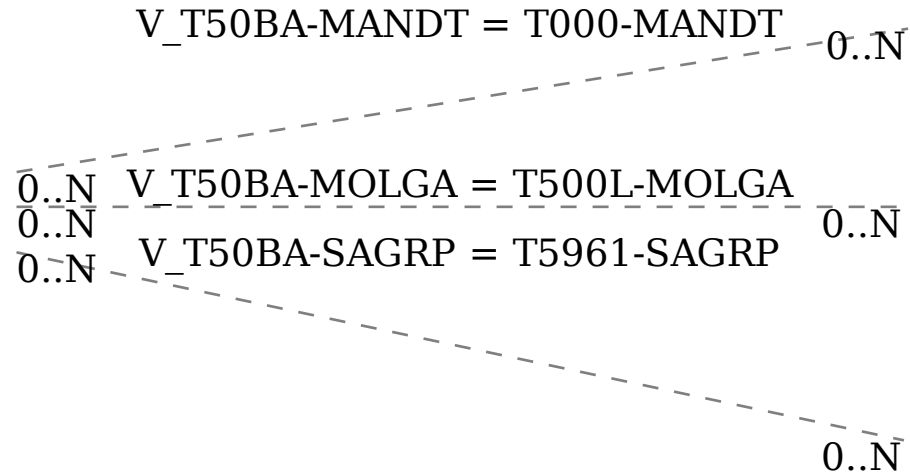 V_T50BA-MANDT = T000-MANDT
0..N
0..N
V_T50BA-MOLGA = T500L-MOLGA
0..N
0..N
V_T50BA-SAGRP = T5961-SAGRP
0..N
0..N